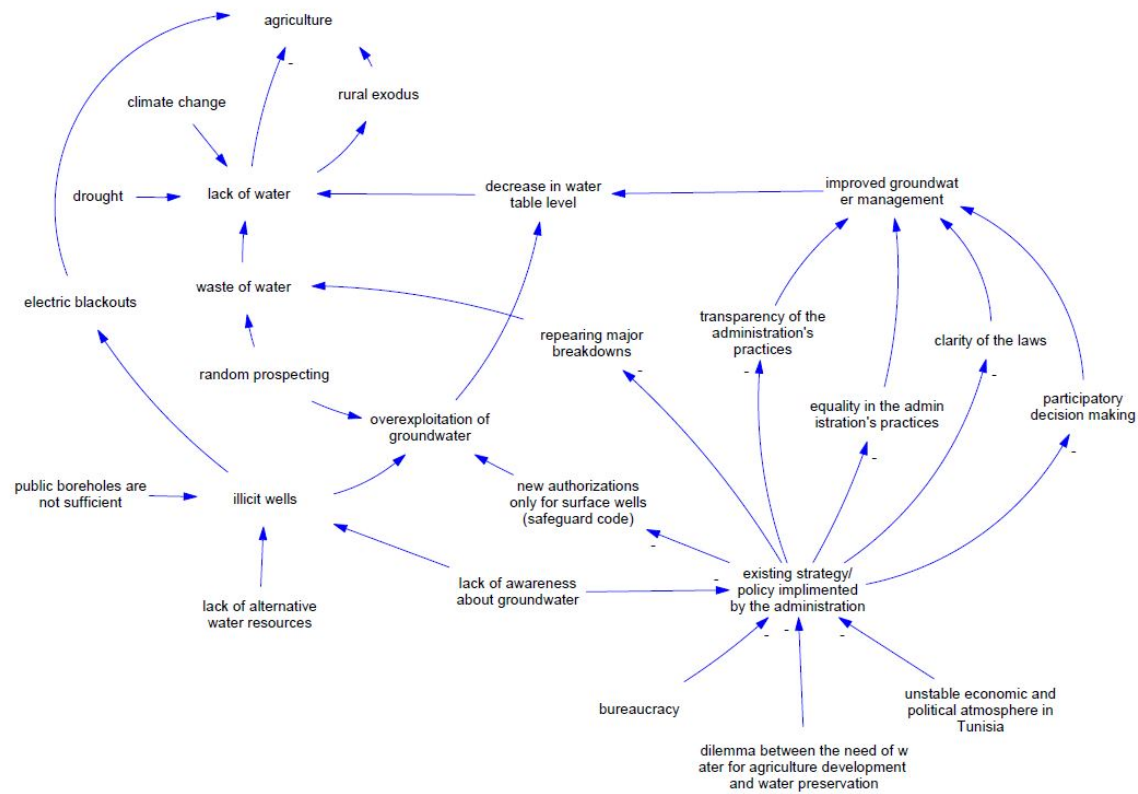 agriculture
climate change
rural exodus
drought
lack of water
decrease in water
table level
improved groundwat
er management
electric blackouts
waste of water
repearing major
breakdowns
transparency of the
administration's
practices
clarity of the laws
random prospecting
overexploitation of
groundwater
equality in the admin
istration's practices
participatory
decision making
public boreholes are
not sufficient
illicit wells
new authorizations
only for surface wells
(safeguard code)
lack of awareness
about groundwater
existing strategy/
policy implimented
by the administration
lack of alternative
water resources
bureaucracy
unstable economic and
political atmosphere in
Tunisia
dilemma between the need of w
ater for agriculture development
and water preservation